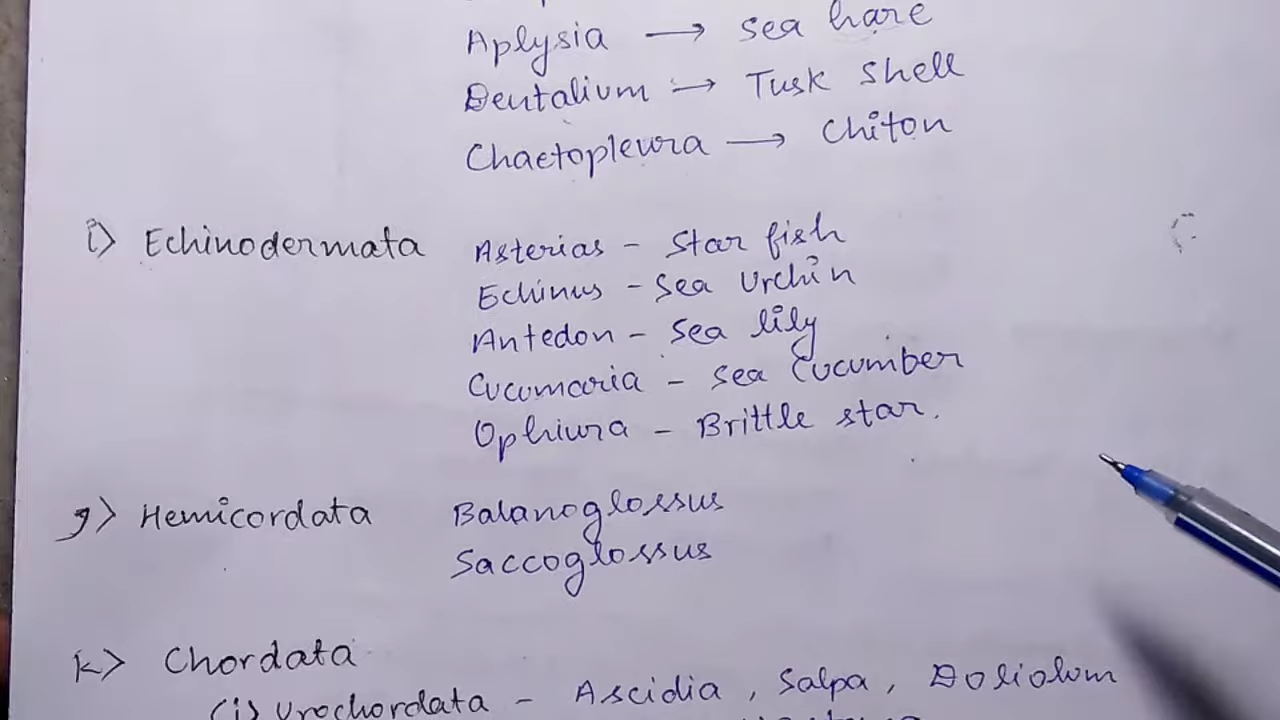 Aplysia → sea hare
Dentalium → Tusk shell
Chaetopleura → Chiton
i) Echinodermata Asterias - Star fish
Echinus - Sea Urchin
Antedon - Sea lily
Cucumaria - Sea Cucumber
Ophiura - Brittle star.
j) Hemicordata Balanoglossus
Saccoglossus
k) Chordata
(i) Urochordata - Ascidia, Salpa, Doliolum